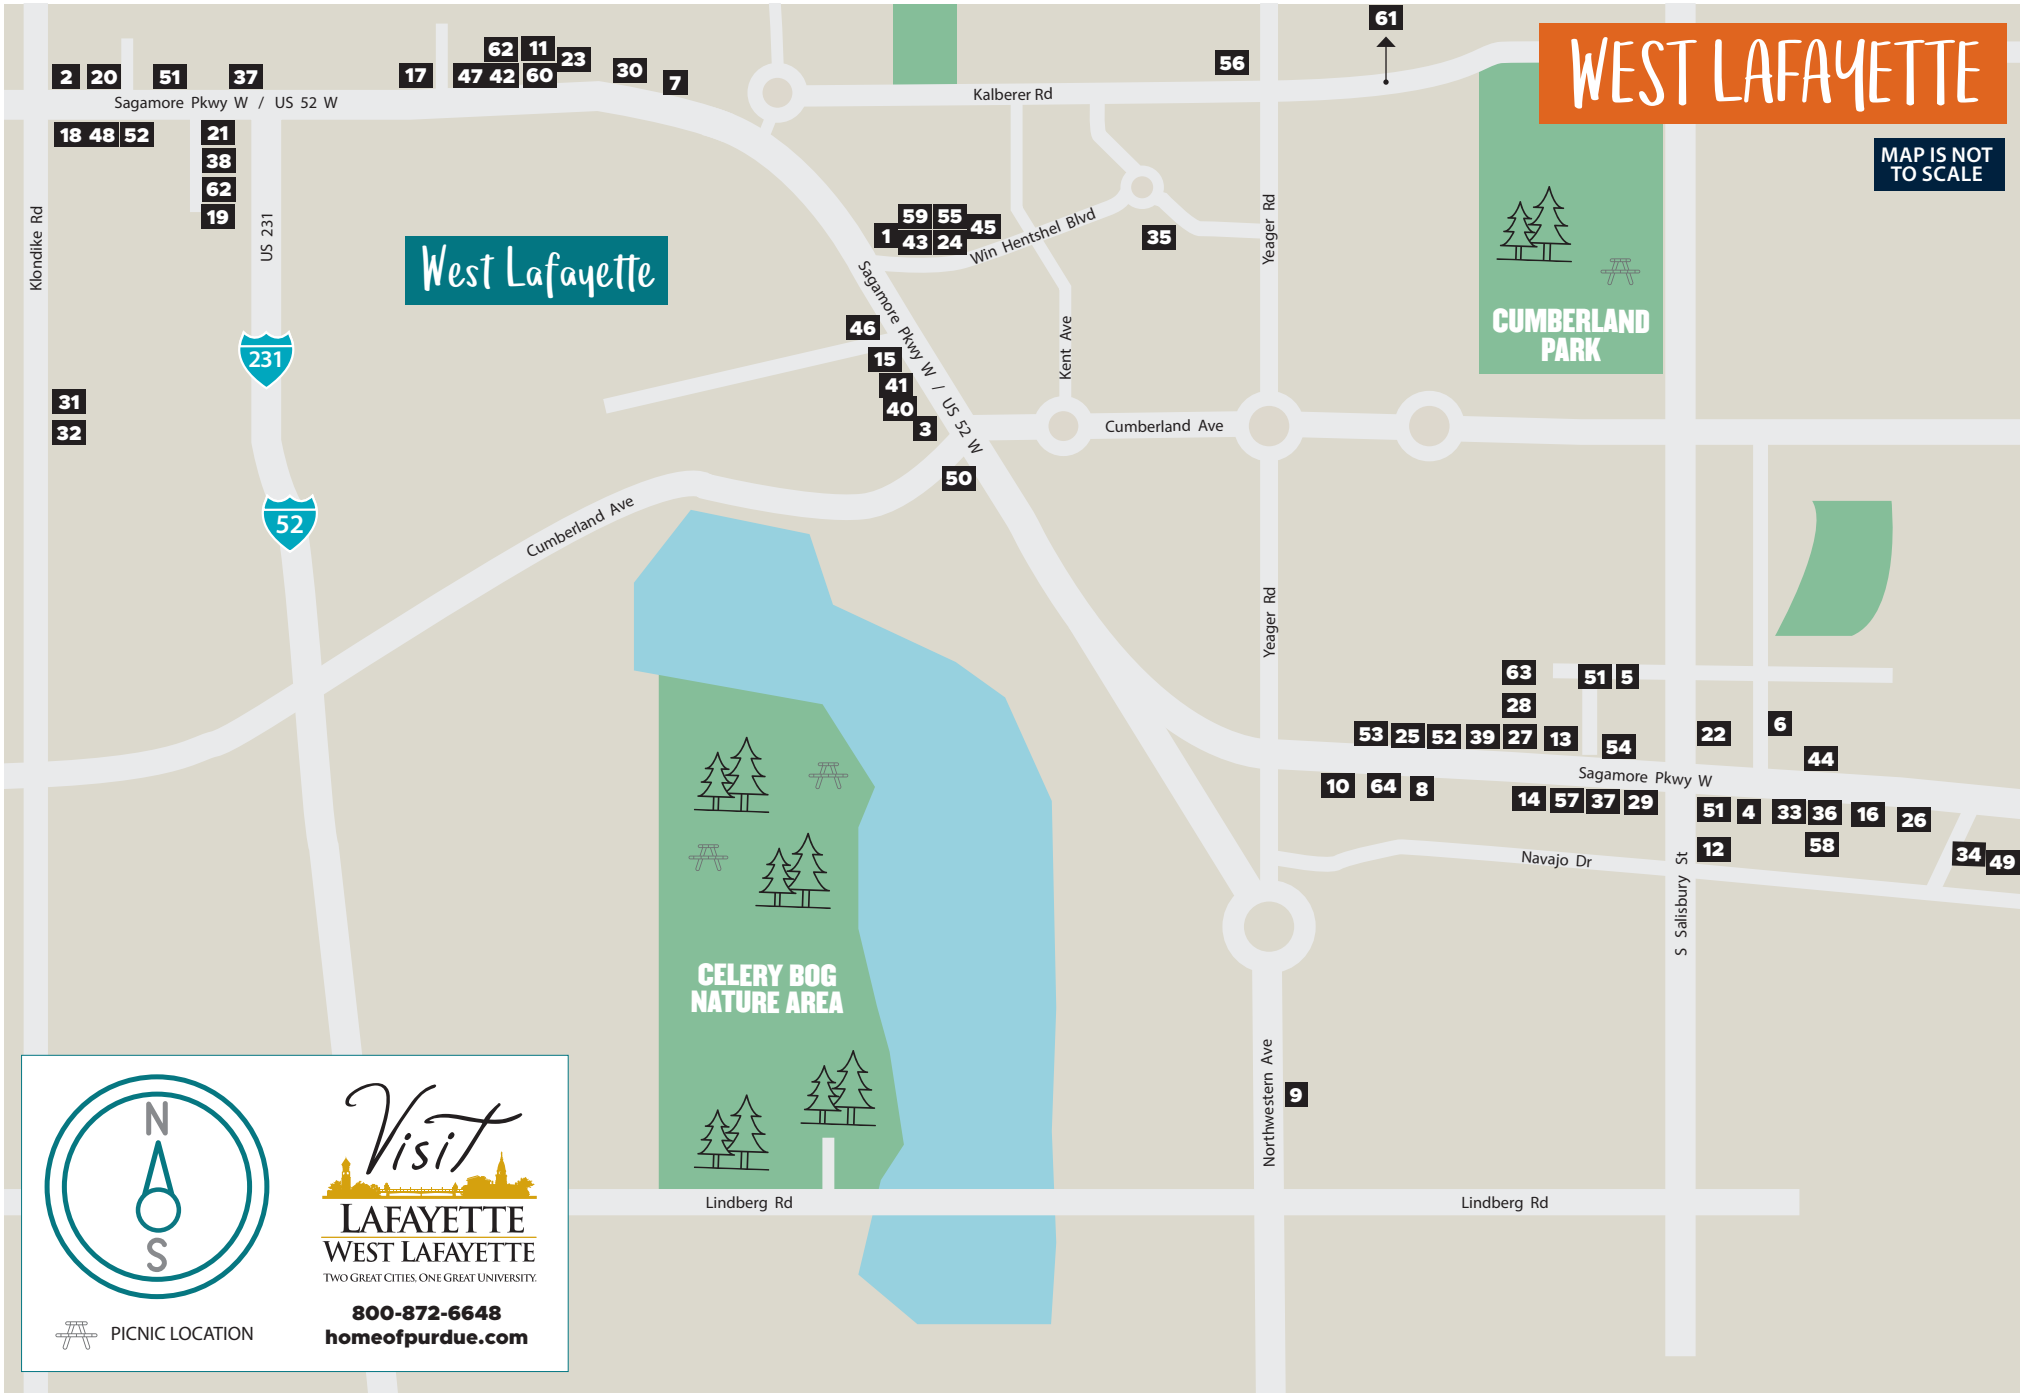 61
WEST LAFAYETTE
MAP IS NOT
TO SCALE
62 11 23
56
2 20 51 37 17 47 42 60 30 7
Kalberer Rd
Sagamore Pkwy W / US 52 W
18 48 52 21
38
62
19
Klondike Rd
US 231
59 55 45
1 43 24
Win Hentshel Blvd
35
Yeager Rd
West Lafayette
Sagamore Pkwy W / US 52 W
CUMBERLAND
PARK
46
231
15
Kent Ave
41
40
3
31
32
Cumberland Ave
50
52
Cumberland Ave
Yeager Rd
63 51 5
28
53 25 52 39 27 13 54 22 6
44
Sagamore Pkwy W
10 64 8 14 57 37 29 51 4 33 36 16 26
12 58 34 49
Navajo Dr
S Salisbury St
CELERY BOG
NATURE AREA
Northwestern Ave
9
Lindberg Rd
Lindberg Rd
N
S
PICNIC LOCATION
Visit
LAFAYETTE
WEST LAFAYETTE
TWO GREAT CITIES, ONE GREAT UNIVERSITY.
800-872-6648
homeofpurdue.com